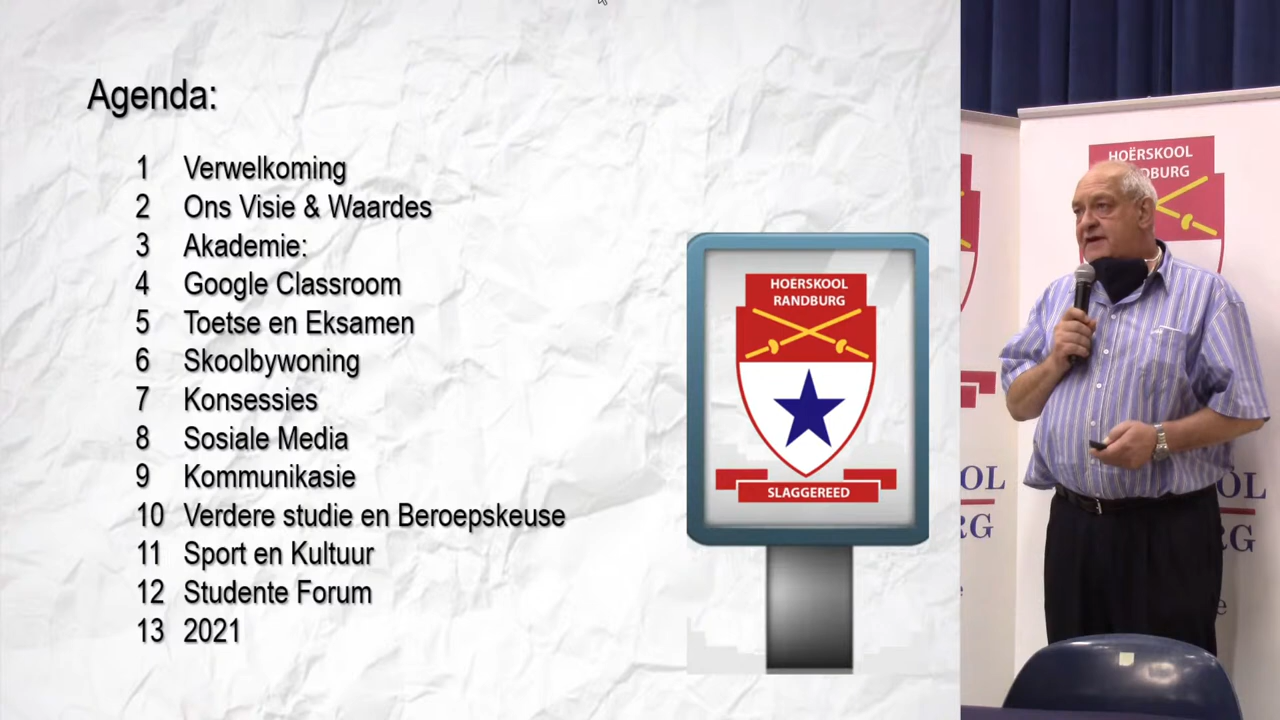 Agenda:
1 Verwelkoming
2 Ons Visie & Waardes
3 Akademie:
4 Google Classroom
5 Toetse en Eksamen
6 Skoolbywoning
7 Konsessies
8 Sosiale Media
9 Kommunikasie
10 Verdere studie en Beroepskeuse
11 Sport en Kultuur
12 Studente Forum
13 2021
HOËRSKOOL
RANDBURG
SLAGGEREED
HOËRSKOOL